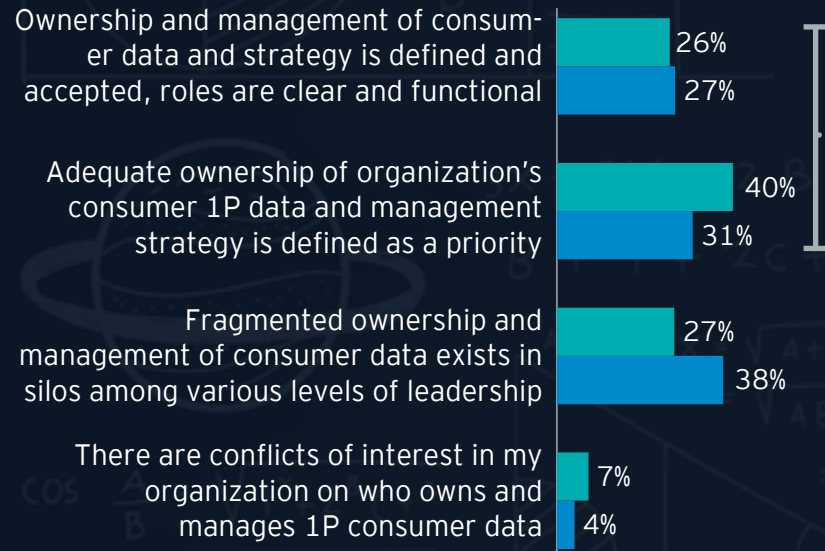 Ownership and management of consum-
er data and strategy is defined and
accepted, roles are clear and functional
26%
27%
Adequate ownership of organization's
consumer 1P data and management
strategy is defined as a priority
40%
31%
Fragmented ownership and
management of consumer data exists in
silos among various levels of leadership
27%
38%
There are conflicts of interest in my
organization on who owns and
manages 1P consumer data
7%
4%
COS
A
B